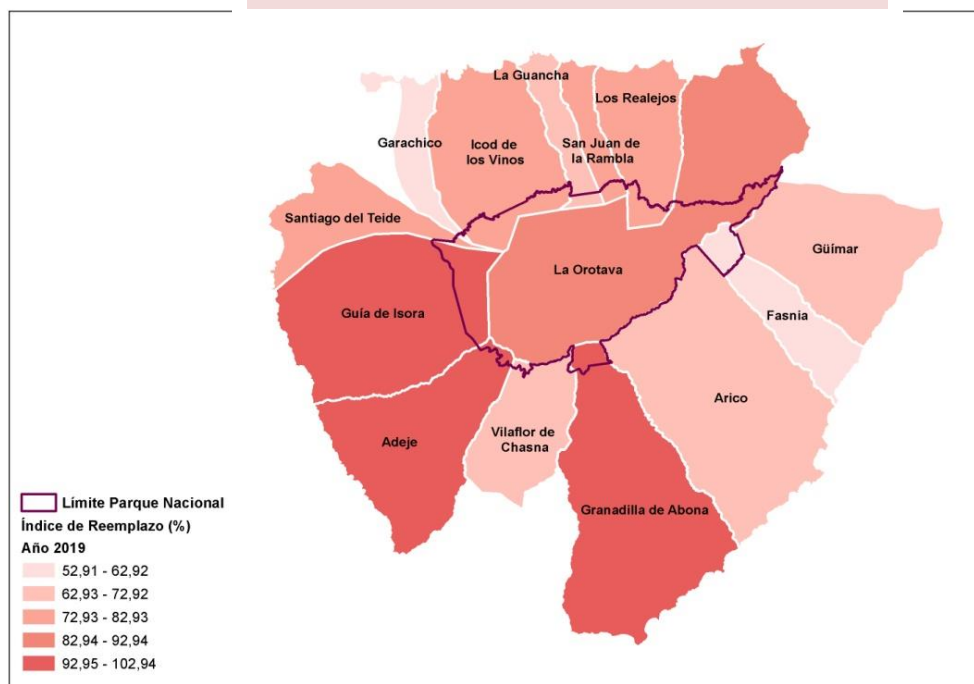 La Guancha
Los Realejos
Garachico
Icod de
los Vinos
San Juan de
la Rambla
Santiago del Teide
Güímar
La Orotava
Guía de Isora
Fasnia
Arico
Adeje
Vilaflor de
Chasna
Granadilla de Abona
Límite Parque Nacional
Índice de Reemplazo (%)
Año 2019
52,91 - 62,92
62,93 - 72,92
72,93 - 82,93
82,94 - 92,94
92,95 - 102,94